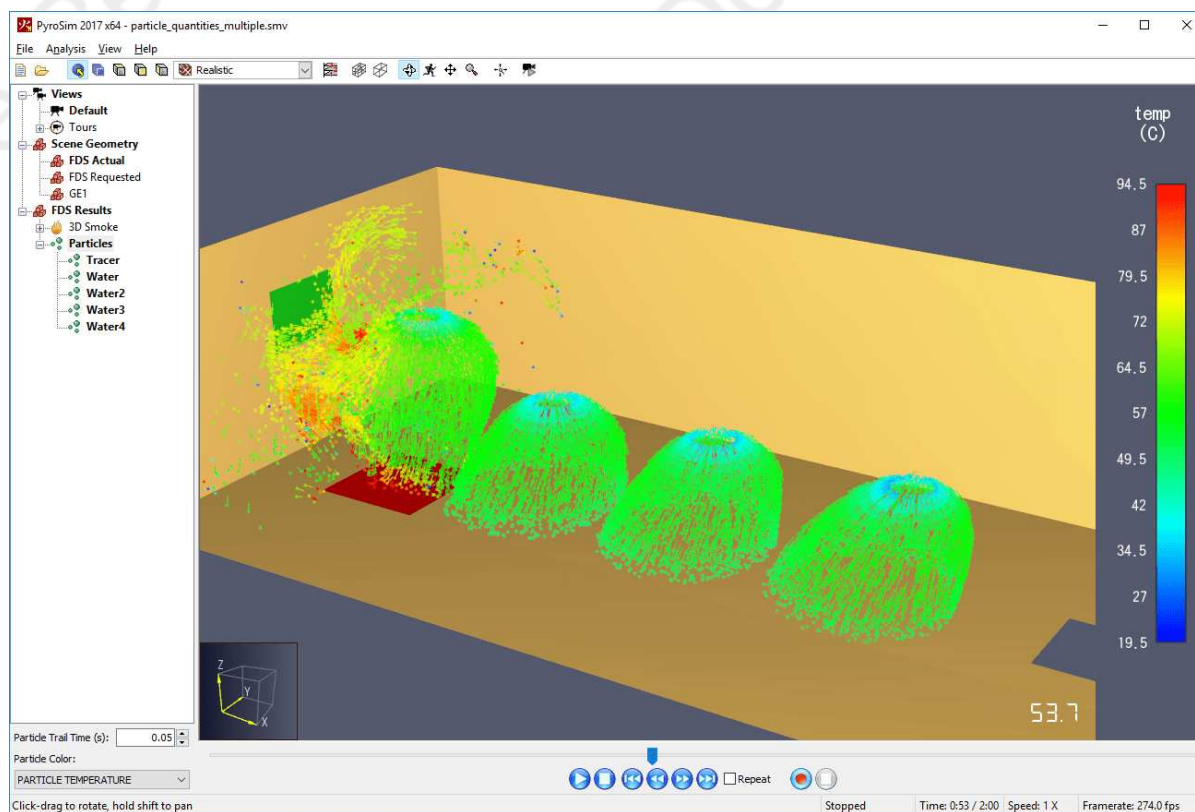 PyroSim 2017 x64 - particle_quantities_multiple.smv
File Analysis View Help
Realistic
Views
Default
Tours
Scene Geometry
FDS Actual
FDS Requested
GE1
FDS Results
3D Smoke
Particles
Tracer
Water
Water2
Water3
Water4
temp
(C)
94.5
87
79.5
72
64.5
57
49.5
42
34.5
27
19.5
Z
Y
X
53.7
Particle Trail Time (s): 0.05
Particle Color:
PARTICLE TEMPERATURE
Repeat
Click-drag to rotate, hold shift to pan
Stopped Time: 0:53 / 2:00 Speed: 1 X Framerate: 274.0 fps